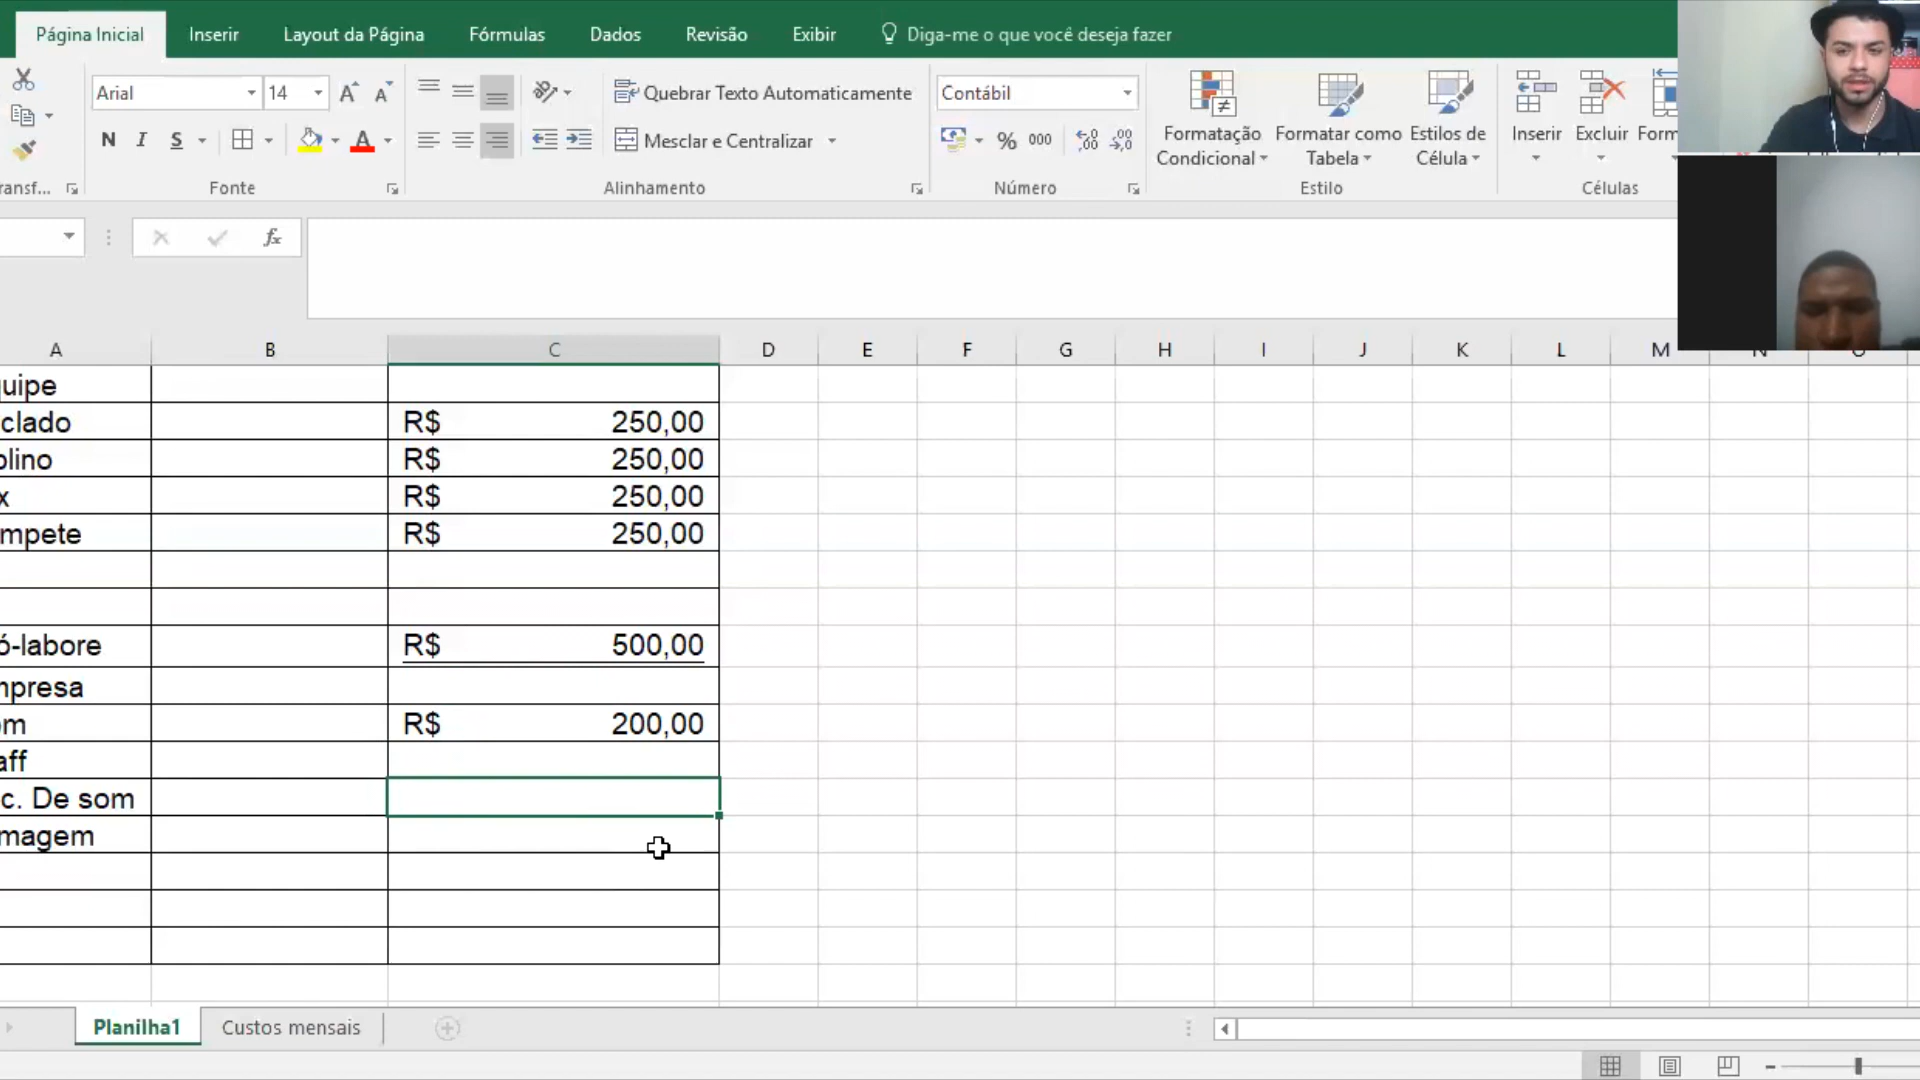 Página Inicial Inserir Layout da Página Fórmulas Dados Revisão Exibir Diga-me o que você deseja fazer
Arial 14 Quebrar Texto Automaticamente Contábil
N I S A Mesclar e Centralizar % 000
Formatação Condicional Formatar como Tabela Estilos de Célula Inserir Excluir Form
ransf... Fonte Alinhamento Número Estilo Células
fx
A B C D E F G H I J K L M
uipe
clado R$ 250,00
olino R$ 250,00
x R$ 250,00
mpete R$ 250,00
ó-labore R$ 500,00
npresa
om R$ 200,00
aff
c. De som
magem
Planilha1 Custos mensais